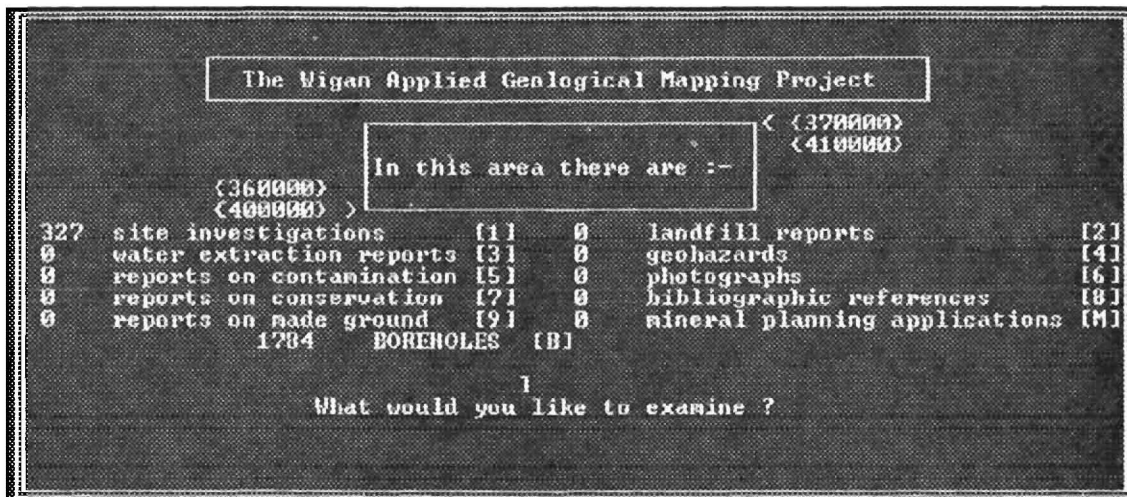 The Wigan Applied Geological Mapping Project
< {370000}
{410000}
In this area there are :-
{360000}
{400000} >
327 site investigations [1] 0 landfill reports [2]
0 water extraction reports [3] 0 geohazards [4]
0 reports on contamination [5] 0 photographs [6]
0 reports on conservation [7] 0 bibliographic references [8]
0 reports on made ground [9] 0 mineral planning applications [M]
1784 BOREHOLES [B]
]
What would you like to examine ?